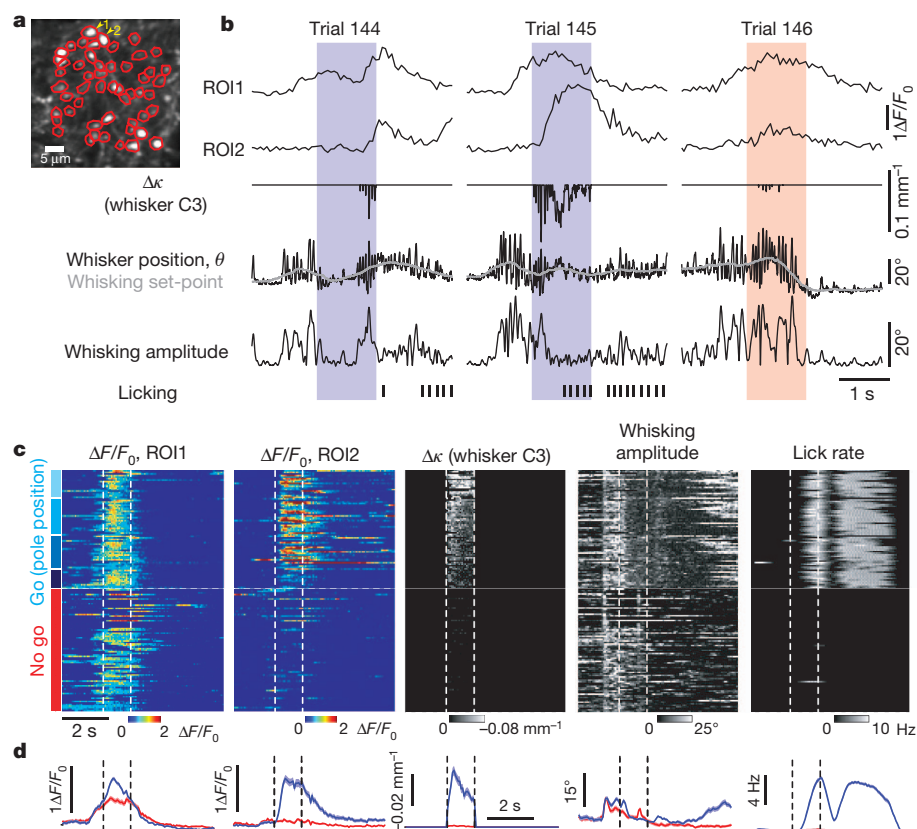 a
1
2
5 μm
b
Trial 144 Trial 145 Trial 146
ROI1
ROI2
1ΔF/F0
Δκ
(whisker C3)
0.1 mm⁻¹
Whisker position, θ
Whisking set-point
20°
Whisking amplitude
20°
Licking
1 s
c
ΔF/F0, ROI1
ΔF/F0, ROI2
Δκ (whisker C3)
Whisking
amplitude
Lick rate
Go (pole position)
No go
2 s
0 2 ΔF/F0
0 2 ΔF/F0
0 –0.08 mm⁻¹
0 25°
0 10 Hz
d
1ΔF/F0
1ΔF/F0
–0.02 mm⁻¹
2 s
15°
4 Hz